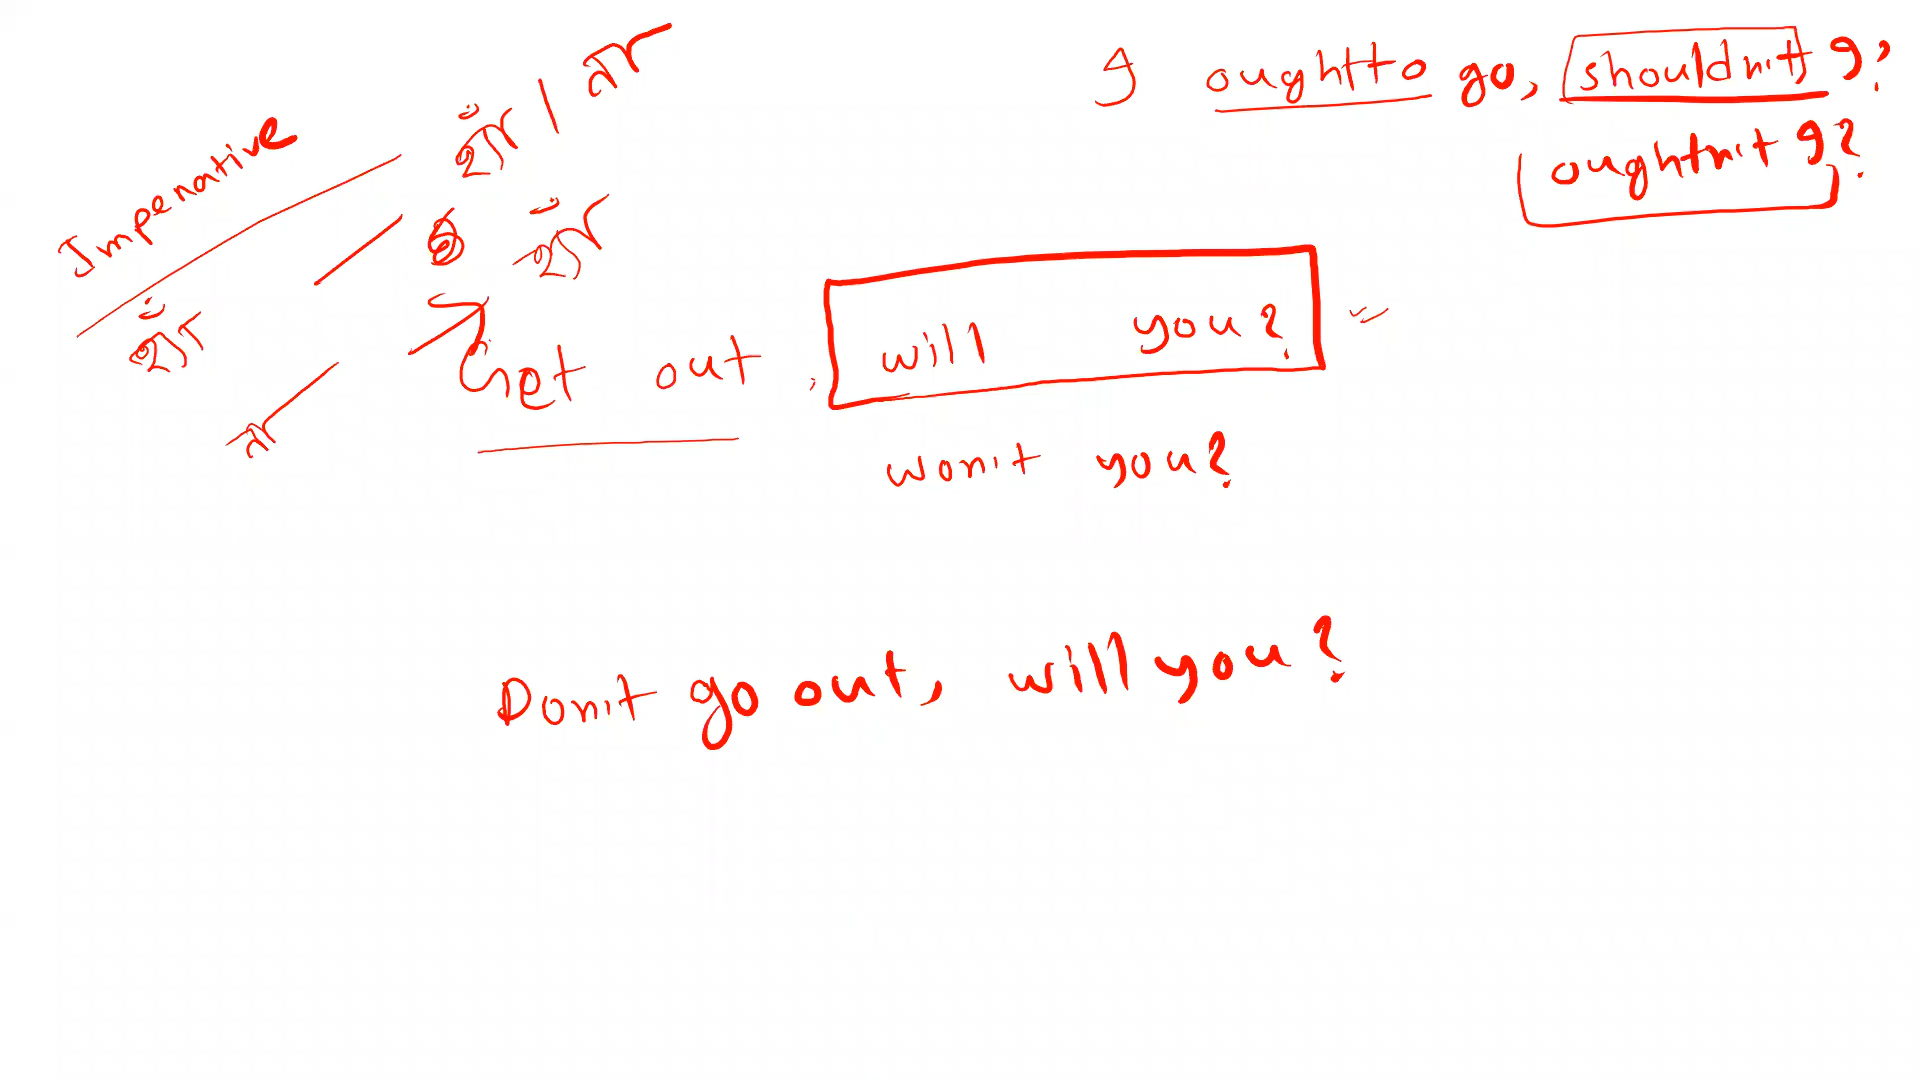 I ought to go, shouldn't I?
oughtn't I?
Imperative
হ্যাঁ / না
হ্যাঁ
হ্যাঁ
না
Get out, will you?
won't you?
Don't go out, will you?